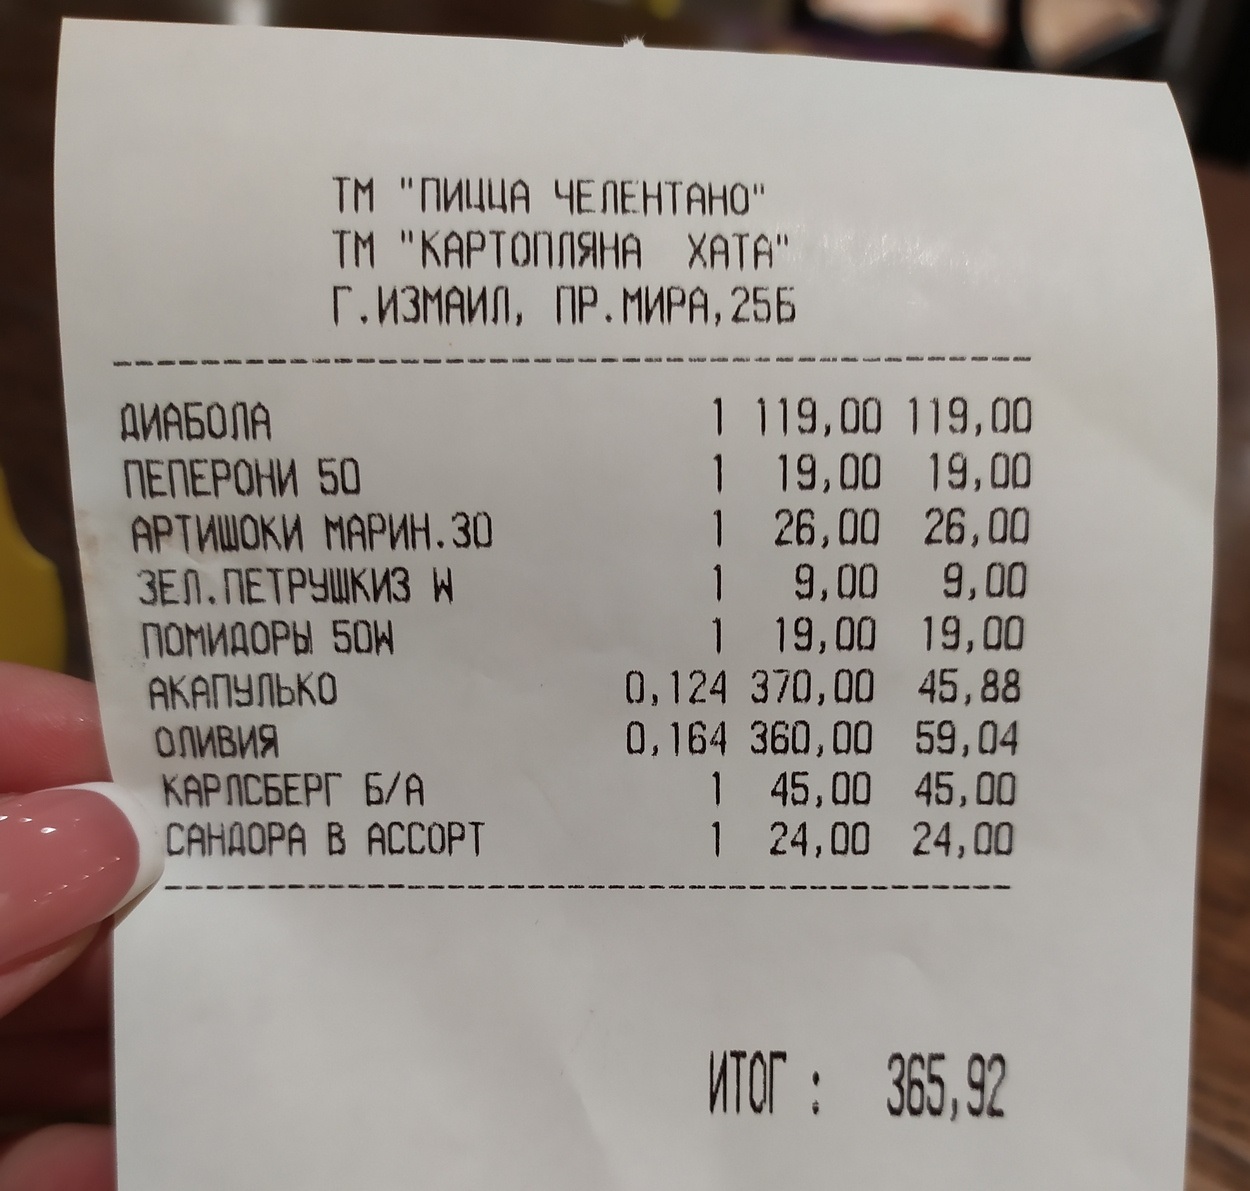 ТМ "ПИЦЦА ЧЕЛЕНТАНО"
ТМ "КАРТОПЛЯНА ХАТА"
Г.ИЗМАИЛ, ПР.МИРА,25Б
ДИАБОЛА 1 119,00 119,00
ПЕПЕРОНИ 50 1 19,00 19,00
АРТИШОКИ МАРИН.30 1 26,00 26,00
ЗЕЛ.ПЕТРУШКИЗ W 1 9,00 9,00
ПОМИДОРЫ 50W 1 19,00 19,00
АКАПУЛЬКО 0,124 370,00 45,88
ОЛИВИЯ 0,164 360,00 59,04
КАРЛСБЕРГ Б/А 1 45,00 45,00
САНДОРА В АССОРТ 1 24,00 24,00
ИТОГ : 365,92